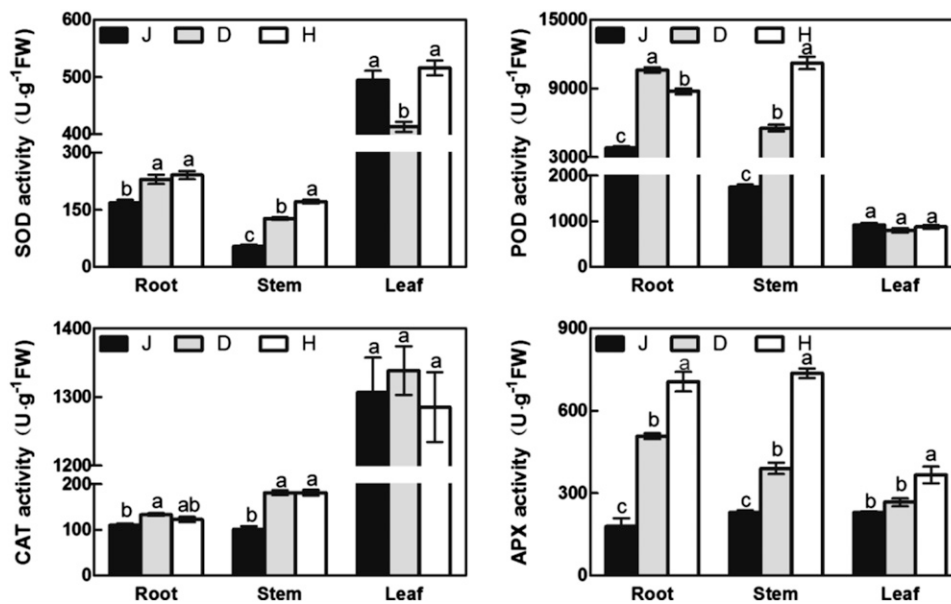 600
J D H
a a
500
b
400
300
a a
b a
150 b
c
0
Root Stem Leaf
SOD activity (U·g⁻¹FW)
15000
J D H
a a
b
9000
b
c
3000
2000 c
1000 a a a
0
Root Stem Leaf
POD activity (U·g⁻¹FW)
1400
J D H
a a a
1300
1200
200 a a
b a ab b
100
0
Root Stem Leaf
CAT activity (U·g⁻¹FW)
900
J D H
a a
600
b b a
300
c c b b
0
Root Stem Leaf
APX activity (U·g⁻¹FW)